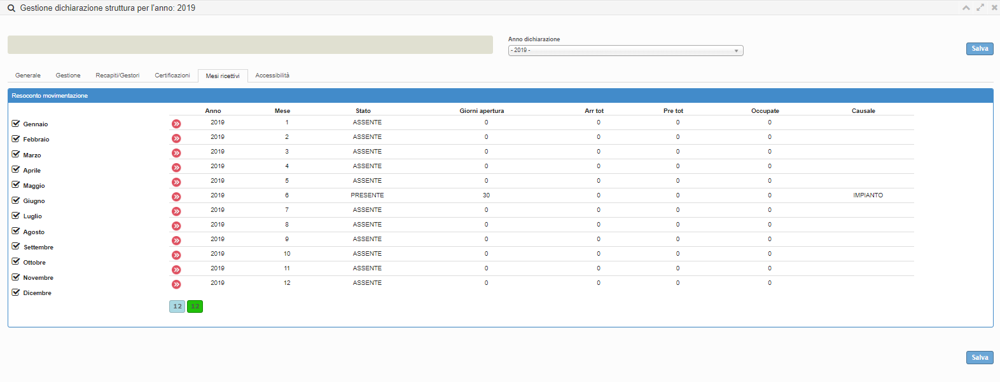 Gestione dichiarazione struttura per l'anno: 2019
Anno dichiarazione
- 2019 -
Salva
Generale Gestione Recapiti/Gestori Certificazioni Mesi ricettivi Accessibilità
Resoconto movimentazione
Anno Mese Stato Giorni apertura Arr tot Pre tot Occupate Causale
Gennaio 2019 1 ASSENTE 0 0 0 0
Febbraio 2019 2 ASSENTE 0 0 0 0
Marzo 2019 3 ASSENTE 0 0 0 0
Aprile 2019 4 ASSENTE 0 0 0 0
Maggio 2019 5 ASSENTE 0 0 0 0
Giugno 2019 6 PRESENTE 30 0 0 0 IMPIANTO
Luglio 2019 7 ASSENTE 0 0 0 0
Agosto 2019 8 ASSENTE 0 0 0 0
Settembre 2019 9 ASSENTE 0 0 0 0
Ottobre 2019 10 ASSENTE 0 0 0 0
Novembre 2019 11 ASSENTE 0 0 0 0
Dicembre 2019 12 ASSENTE 0 0 0 0
12 12
Salva